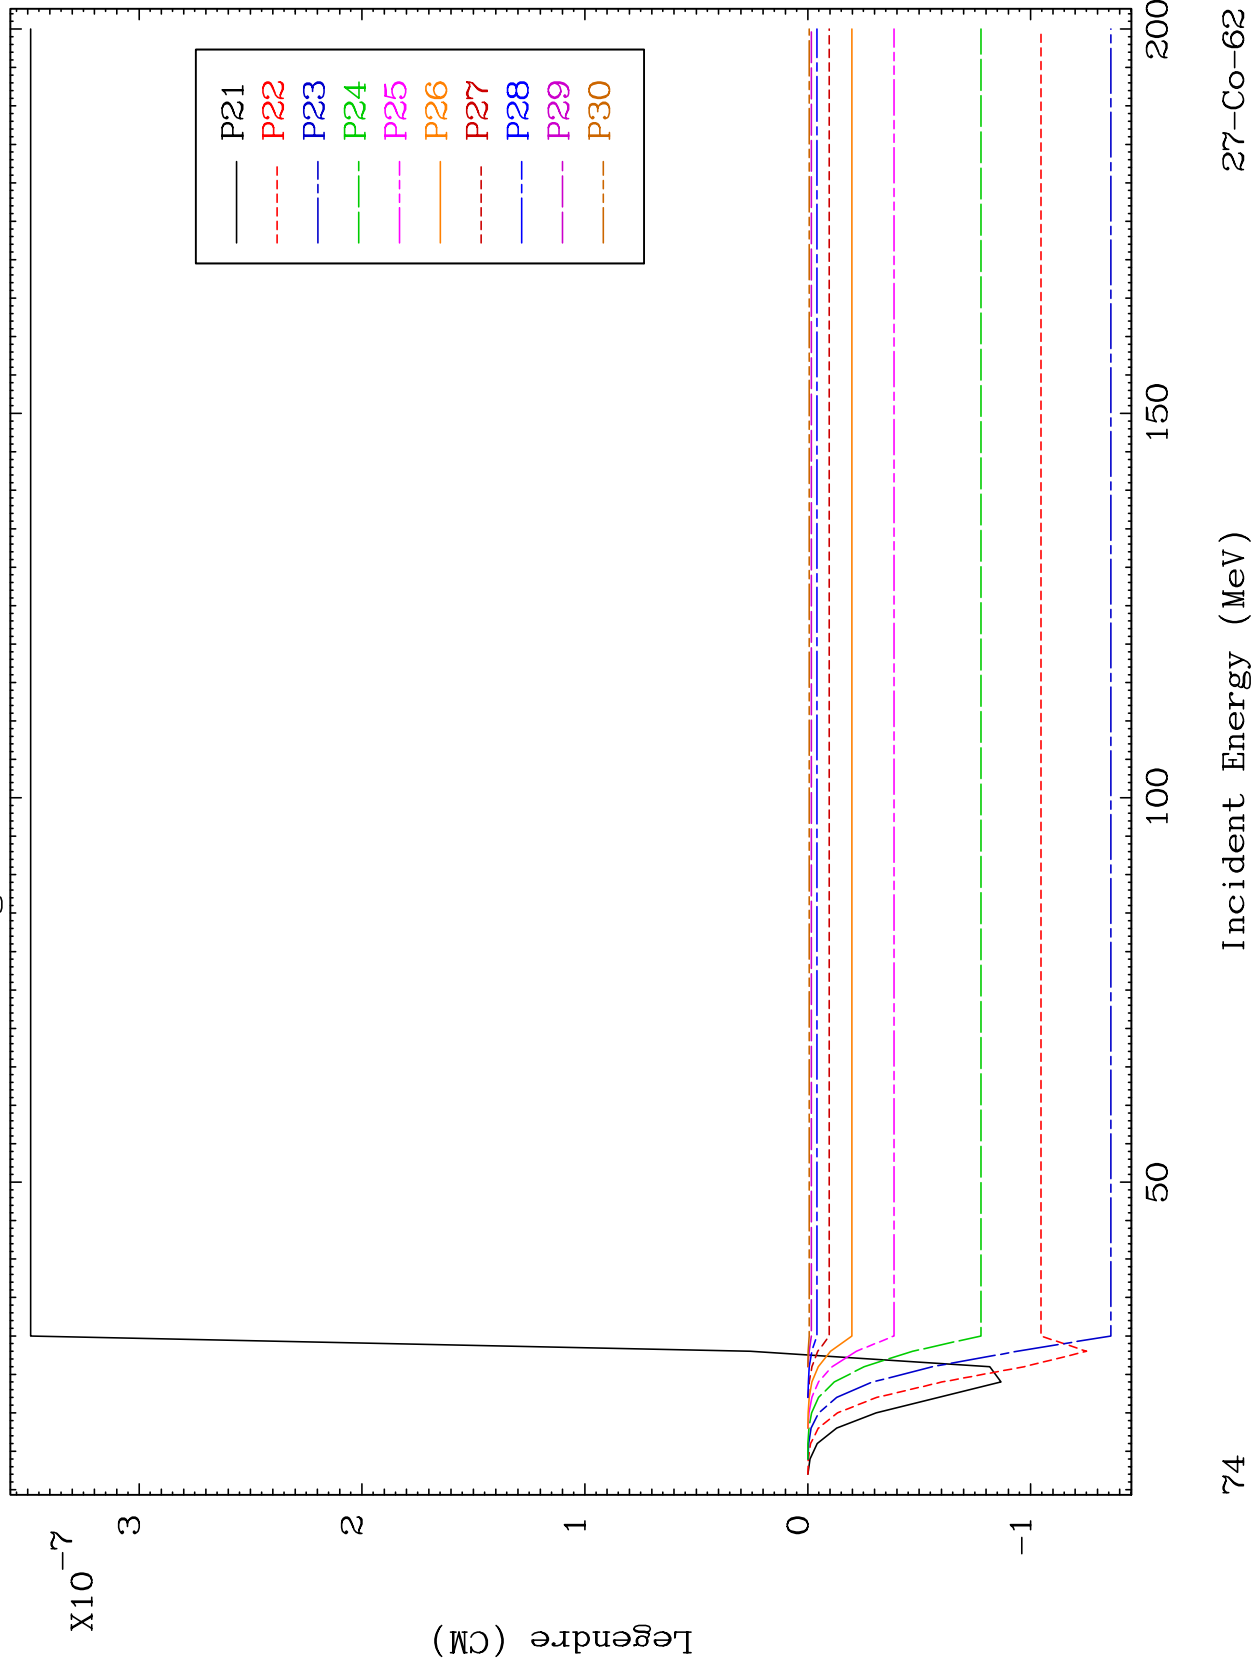 X10-7
3
2
1
0
-1
Legendre (CM)
P21
P22
P23
P24
P25
P26
P27
P28
P29
P30
50
100
150
200
Incident Energy (MeV)
74
27-Co-62